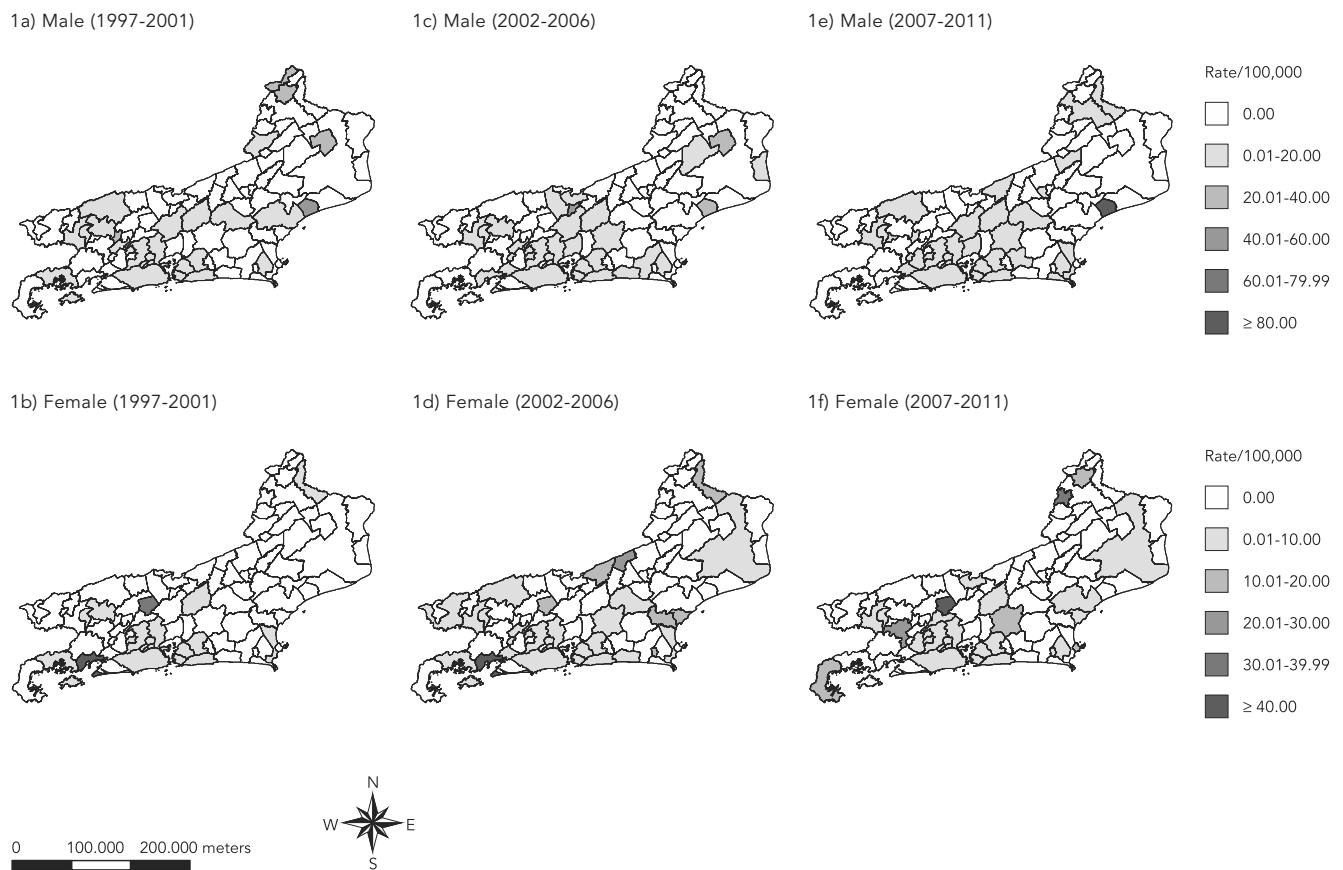 1a) Male (1997-2001)
1c) Male (2002-2006)
1e) Male (2007-2011)
Rate/100,000
0.00
0.01-20.00
20.01-40.00
40.01-60.00
60.01-79.99
≥ 80.00
1b) Female (1997-2001)
1d) Female (2002-2006)
1f) Female (2007-2011)
Rate/100,000
0.00
0.01-10.00
10.01-20.00
20.01-30.00
30.01-39.99
≥ 40.00
N
W E
S
0 100.000 200.000 meters